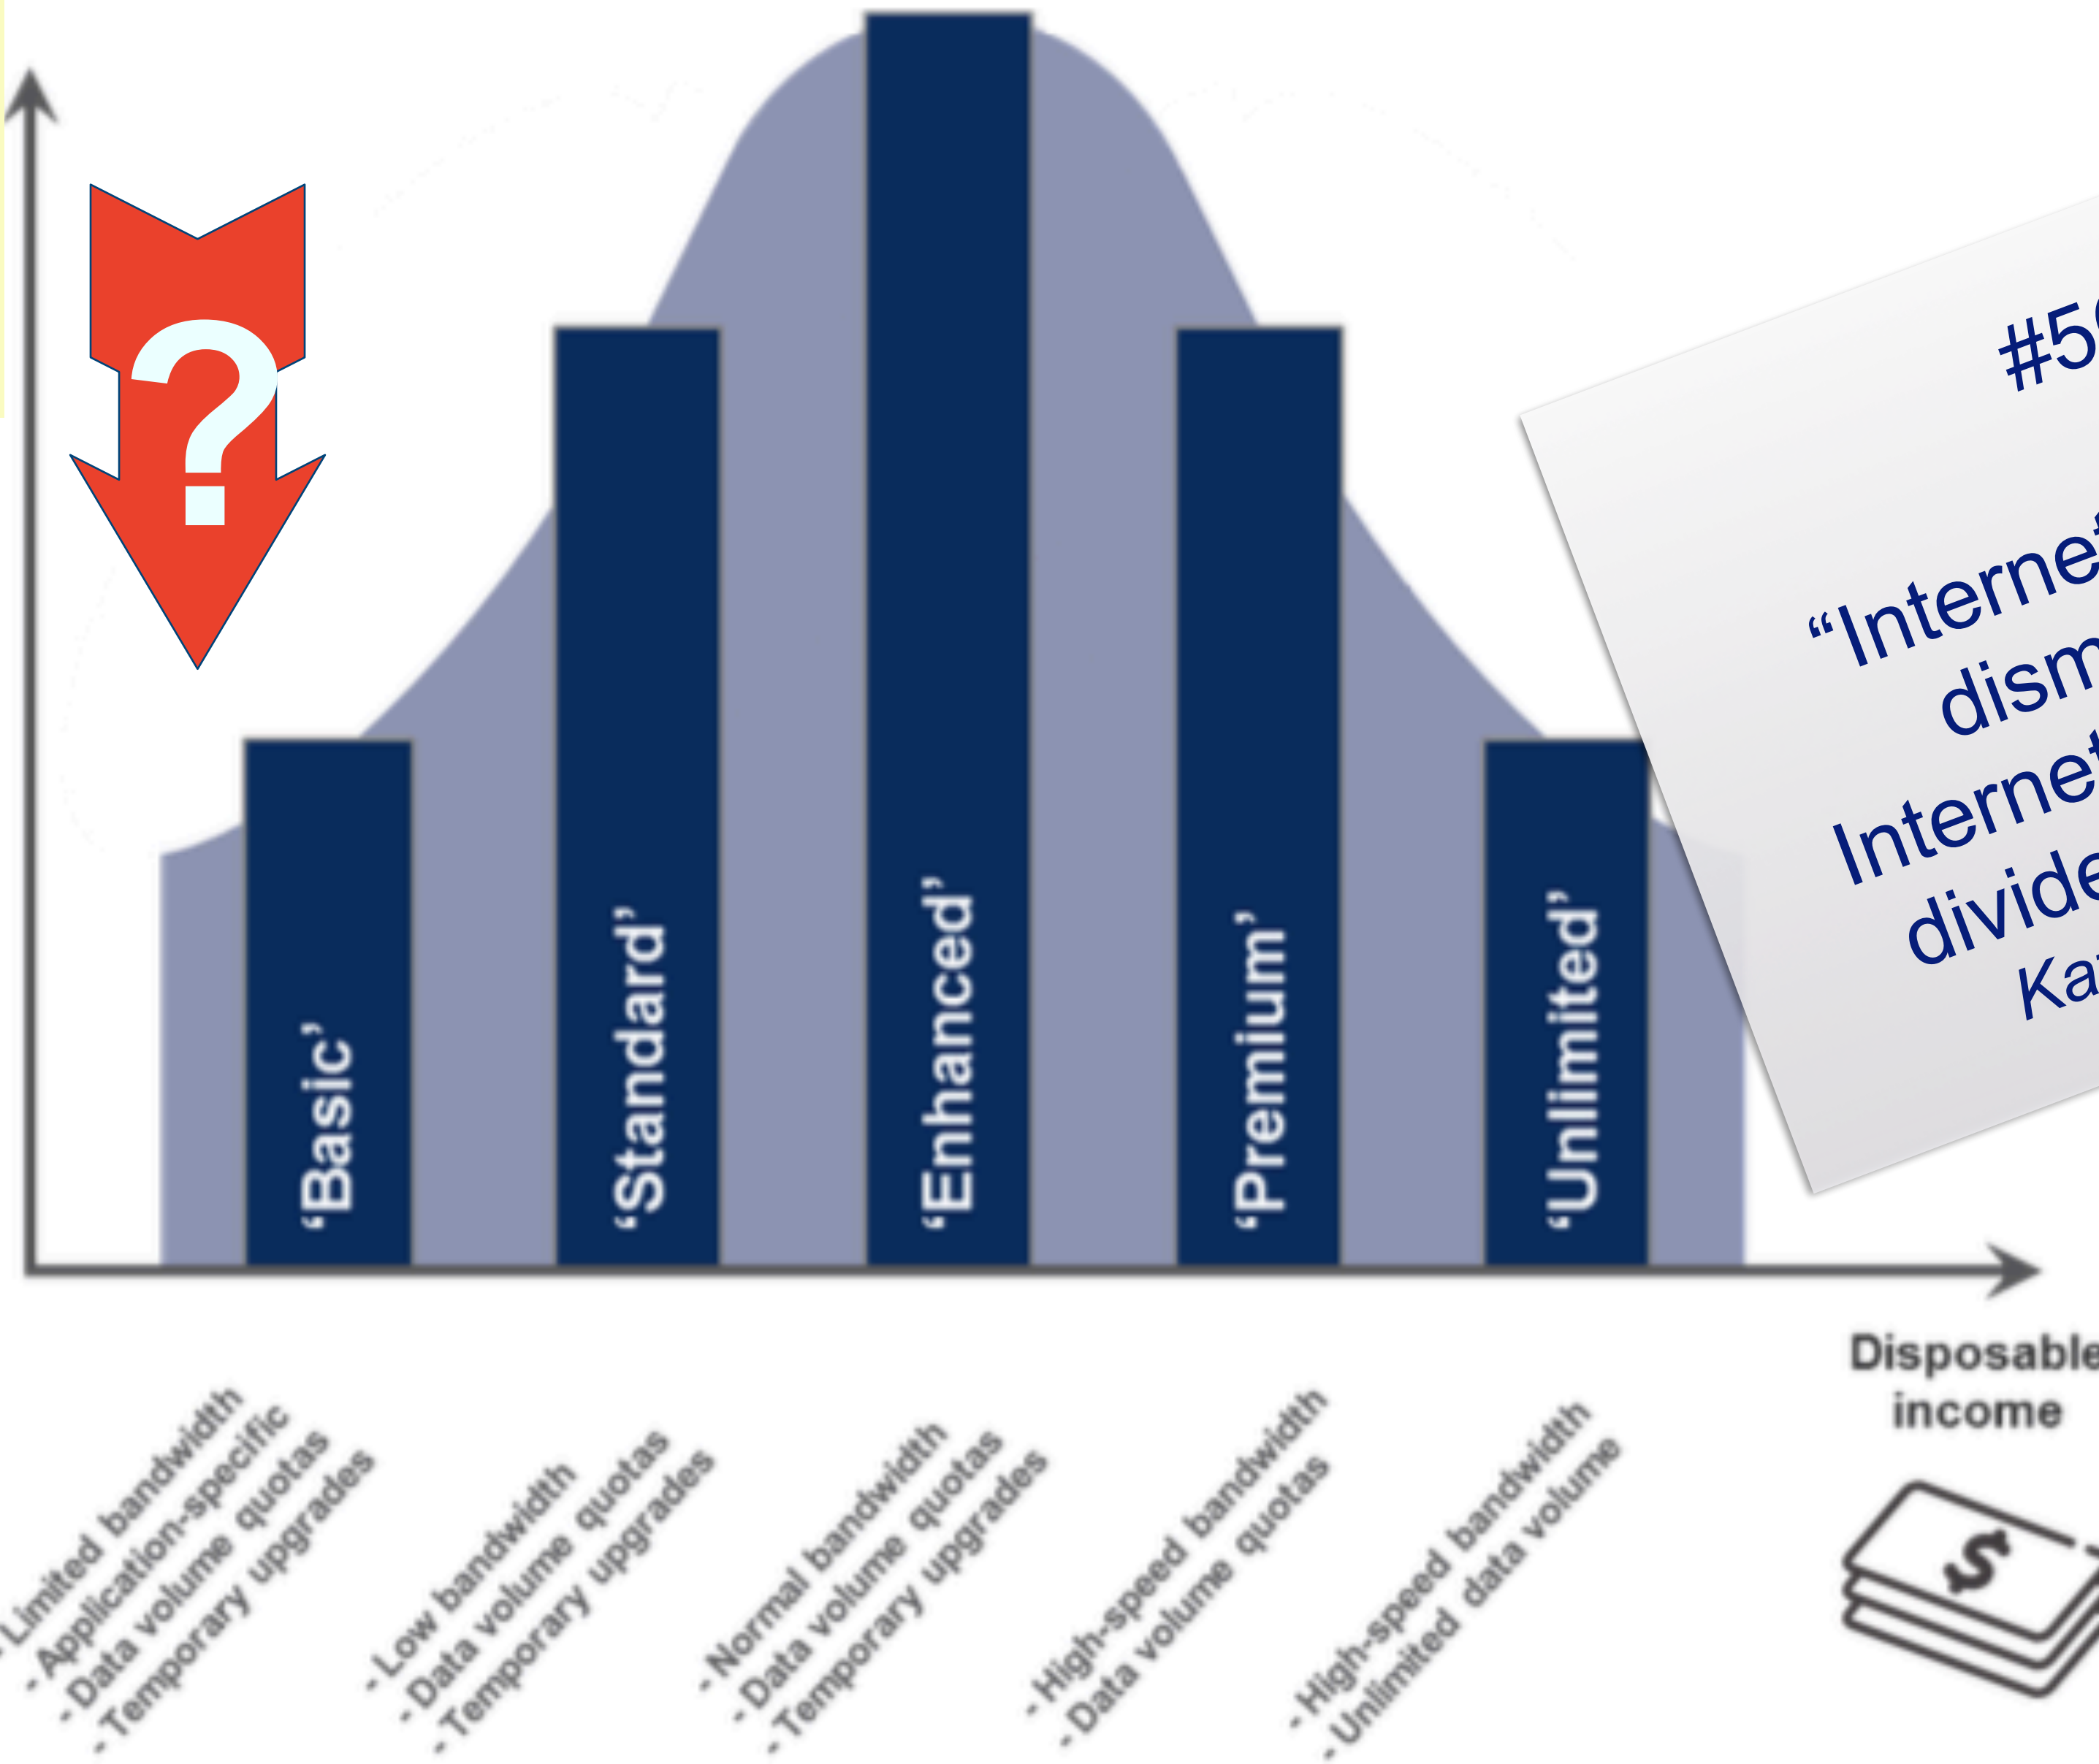 ?
#5
“Internet
dism
Internet
divide
Ka
‘Basic’
‘Standard’
‘Enhanced’
‘Premium’
‘Unlimited’
Disposable
income
- Limited bandwidth
- Application-specific
- Data volume quotas
- Temporary upgrades
- Low bandwidth
- Data volume quotas
- Temporary upgrades
- Normal bandwidth
- Data volume quotas
- Temporary upgrades
- High-speed bandwidth
- Data volume quotas
- High-speed bandwidth
- Unlimited data volume
$